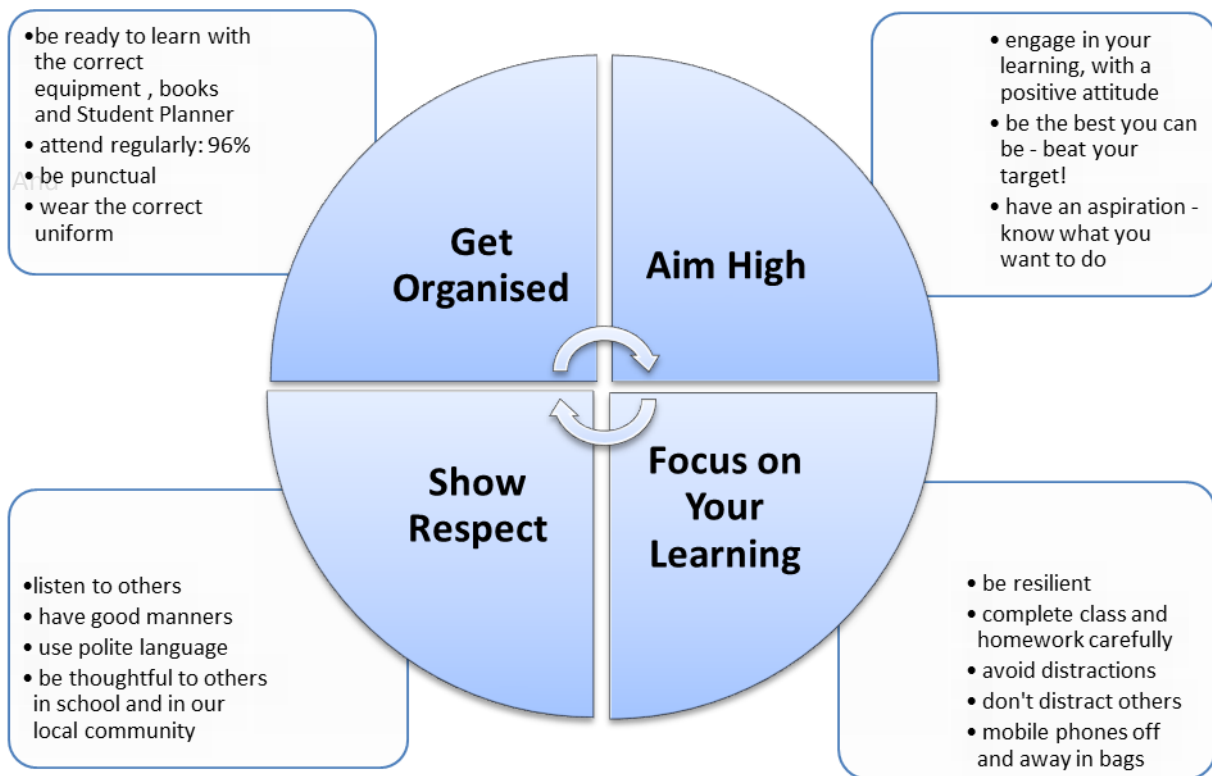 •be ready to learn with
the correct
equipment , books
and Student Planner
• attend regularly: 96%
• be punctual
• wear the correct
uniform
Get
Organised
• engage in your
learning, with a
positive attitude
• be the best you can
be - beat your
target!
• have an aspiration -
know what you
want to do
Aim High
•listen to others
• have good manners
• use polite language
• be thoughtful to others
in school and in our
local community
Show
Respect
Focus on
Your
Learning
• be resilient
• complete class and
homework carefully
• avoid distractions
• don't distract others
• mobile phones off
and away in bags